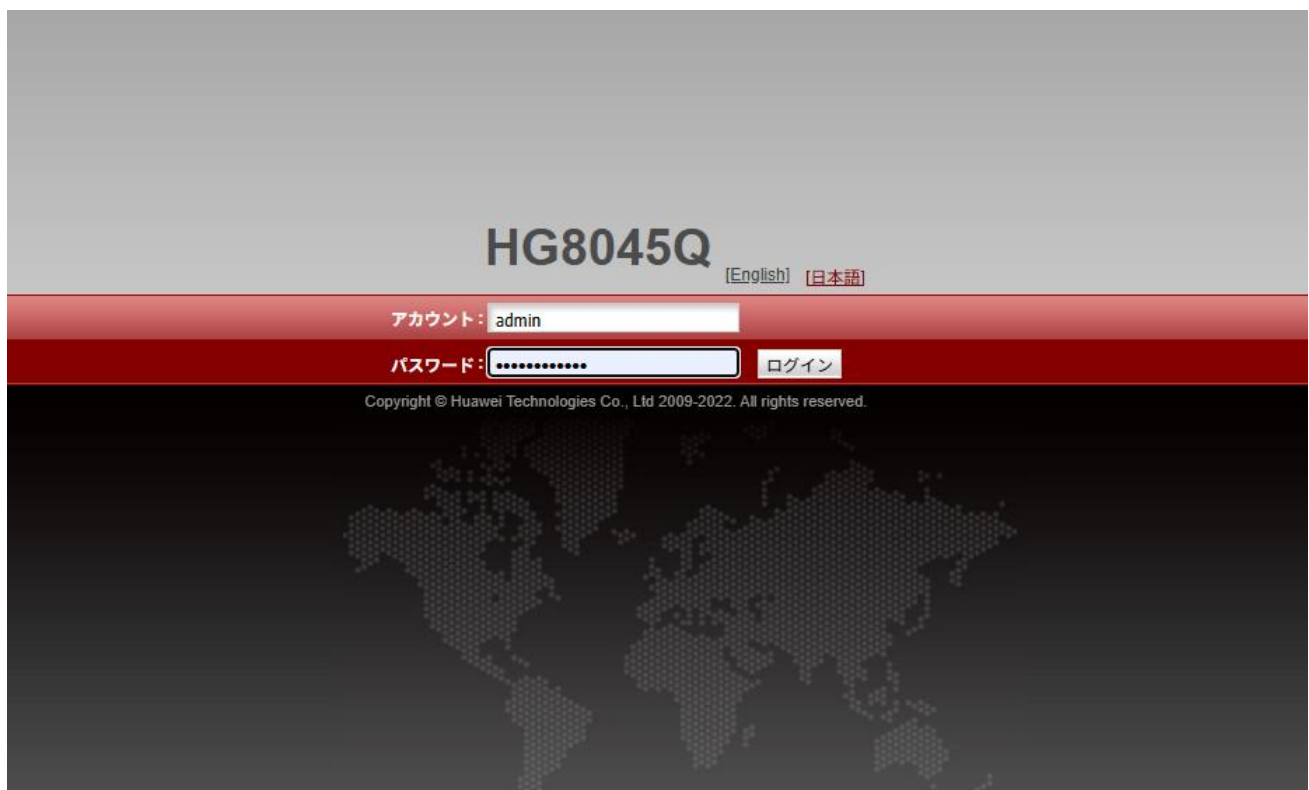 HG8045Q [English] [日本語]
アカウント: admin
パスワード: •••••••••••• ログイン
Copyright © Huawei Technologies Co., Ltd 2009-2022. All rights reserved.